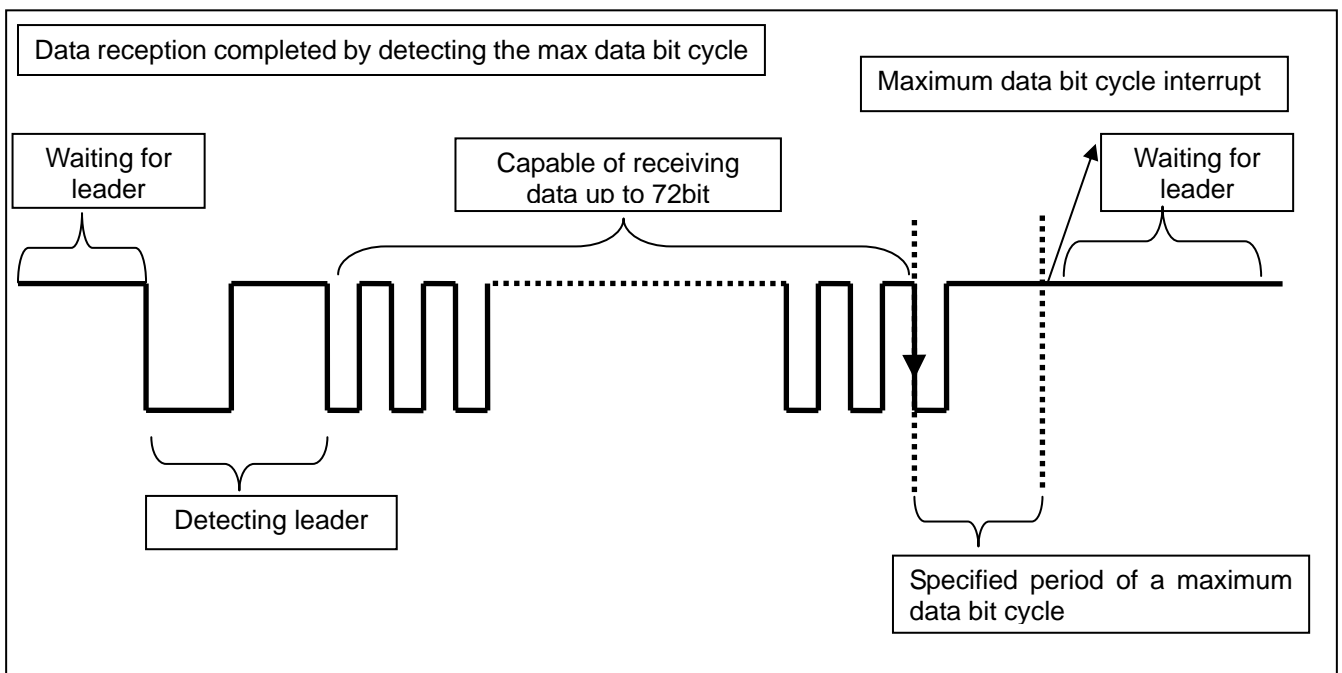 Data reception completed by detecting the max data bit cycle
Maximum data bit cycle interrupt
Waiting for
leader
Capable of receiving
data up to 72bit
Waiting for
leader
Detecting leader
Specified period of a maximum
data bit cycle